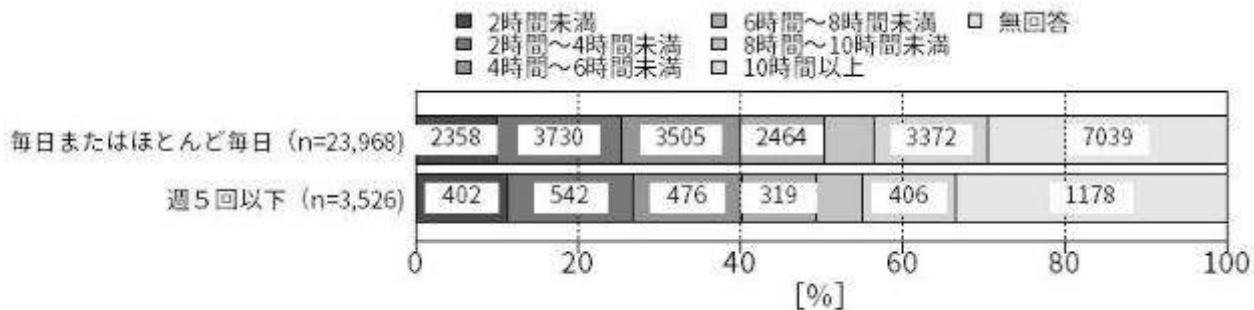 2時間未満
2時間～4時間未満
4時間～6時間未満
6時間～8時間未満
8時間～10時間未満
10時間以上
無回答
毎日またはほとんど毎日（n=23,968)
2358 3730 3505 2464 3372 7039
週５回以下（n=3,526)
402 542 476 319 406 1178
0 20 40 60 80 100
[%]